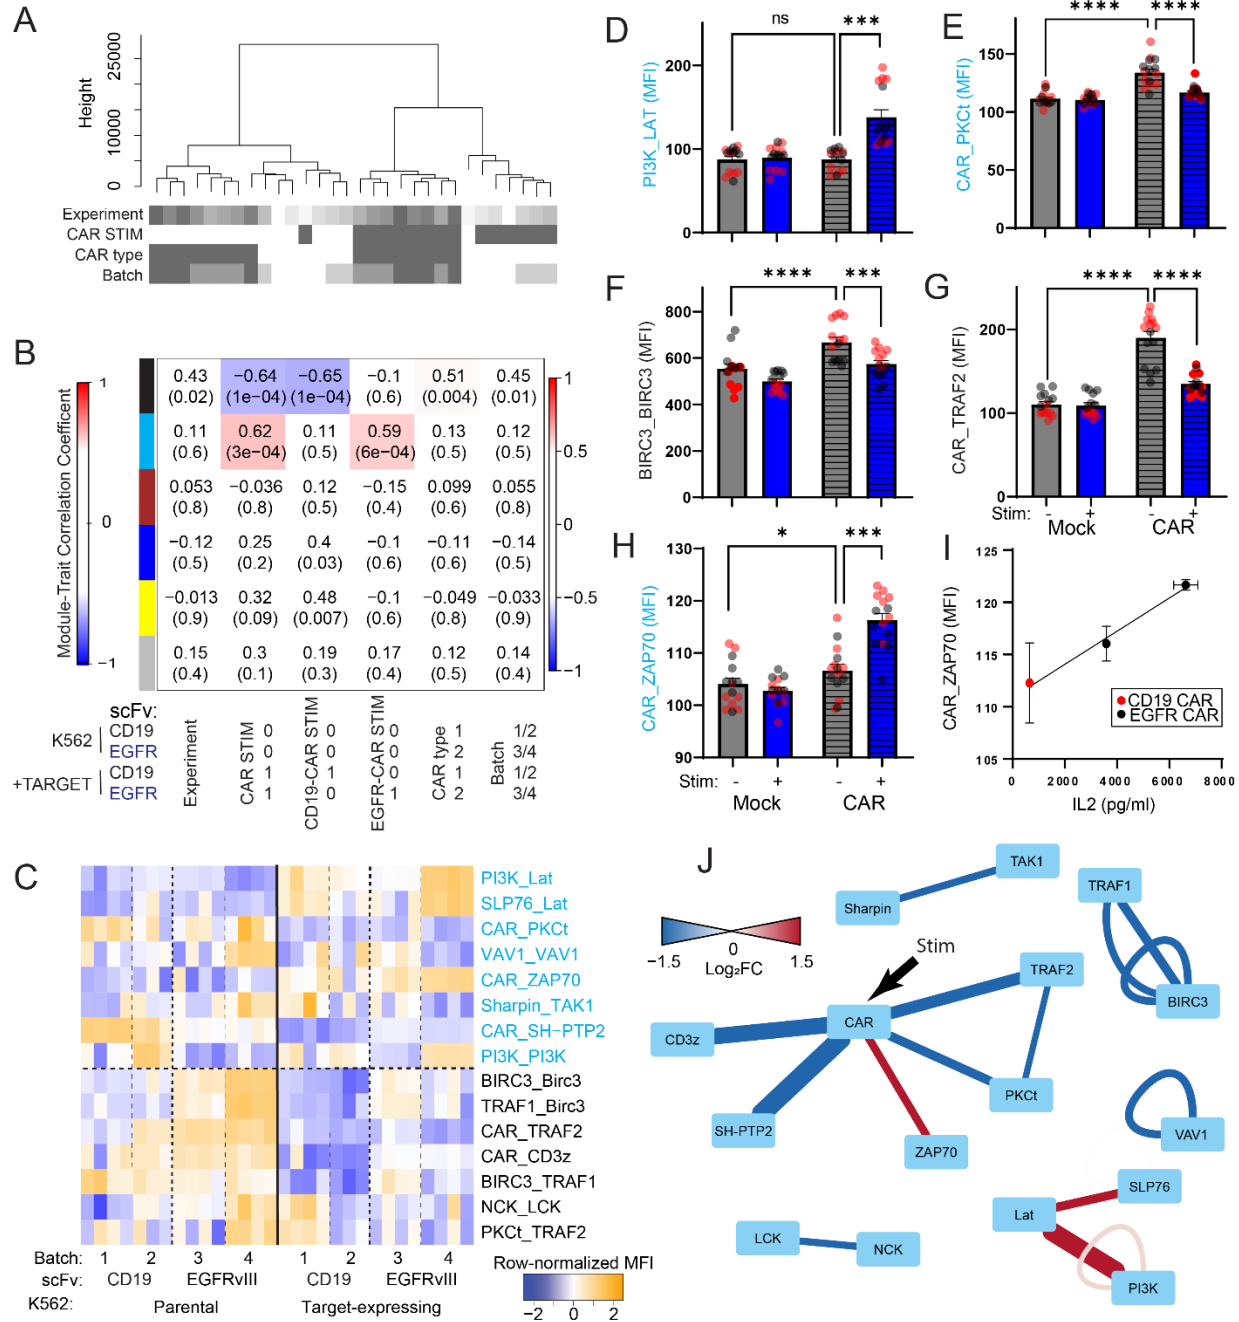 A
Height
25000
10000
0
Experiment
CAR STIM
CAR type
Batch
B
Module-Trait Correlation Coefficient
1
0
−1
0.43 −0.64 −0.65 −0.1 0.51 0.45
(0.02) (1e−04) (1e−04) (0.6) (0.004) (0.01)
0.11 0.62 0.11 0.59 0.13 0.12
(0.6) (3e−04) (0.5) (6e−04) (0.5) (0.5)
0.053 −0.036 0.12 −0.15 0.099 0.055
(0.8) (0.8) (0.5) (0.4) (0.6) (0.8)
−0.12 0.25 0.4 −0.1 −0.11 −0.14
(0.5) (0.2) (0.03) (0.6) (0.6) (0.5)
−0.013 0.32 0.48 −0.1 −0.049 −0.033
(0.9) (0.09) (0.007) (0.6) (0.8) (0.9)
0.15 0.3 0.19 0.17 0.12 0.14
(0.4) (0.1) (0.3) (0.4) (0.5) (0.4)
1
0.5
0
−0.5
−1
scFv:
K562
CD19
EGFR
+TARGET
CD19
EGFR
Experiment
CAR STIM
0
0
1
1
CD19-CAR STIM
0
0
1
0
EGFR-CAR STIM
0
0
0
1
CAR type
1
2
1
2
Batch
1/2
3/4
1/2
3/4
C
PI3K_Lat
SLP76_Lat
CAR_PKCt
VAV1_VAV1
CAR_ZAP70
Sharpin_TAK1
CAR_SH-PTP2
PI3K_PI3K
BIRC3_Birc3
TRAF1_Birc3
CAR_TRAF2
CAR_CD3z
BIRC3_TRAF1
NCK_LCK
PKCt_TRAF2
Batch: 1 2 3 4 1 2 3 4
scFv: CD19 EGFRvIII CD19 EGFRvIII
K562: Parental Target-expressing
Row-normalized MFI
−2 0 2
D
PI3K_LAT (MFI)
200
100
0
ns
***
E
CAR_PKCt (MFI)
150
100
50
0
****
****
F
BIRC3_BIRC3 (MFI)
800
600
400
200
0
****
***
G
CAR_TRAF2 (MFI)
200
100
0
****
****
Stim: - + - +
Mock CAR
H
CAR_ZAP70 (MFI)
130
120
110
100
90
*
***
Stim: - + - +
Mock CAR
I
CAR_ZAP70 (MFI)
125
120
115
110
105
0 2000 4000 6000 8000
IL2 (pg/ml)
CD19 CAR
EGFR CAR
J
−1.5 0 1.5
Log₂FC
Stim
TAK1
Sharpin
TRAF1
BIRC3
TRAF2
CAR
CD3z
PKCt
SH-PTP2
ZAP70
VAV1
SLP76
Lat
PI3K
LCK
NCK